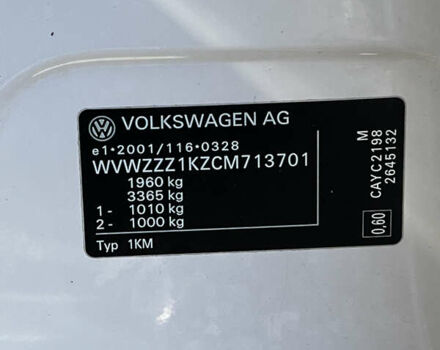 VOLKSWAGEN AG
e1*2001/116*0328
WVWZZZ1KZCM713701
1960 kg
3365 kg
1 - 1010 kg
2 - 1000 kg
Typ 1KM
M
CAYC2198
2645132
0,60